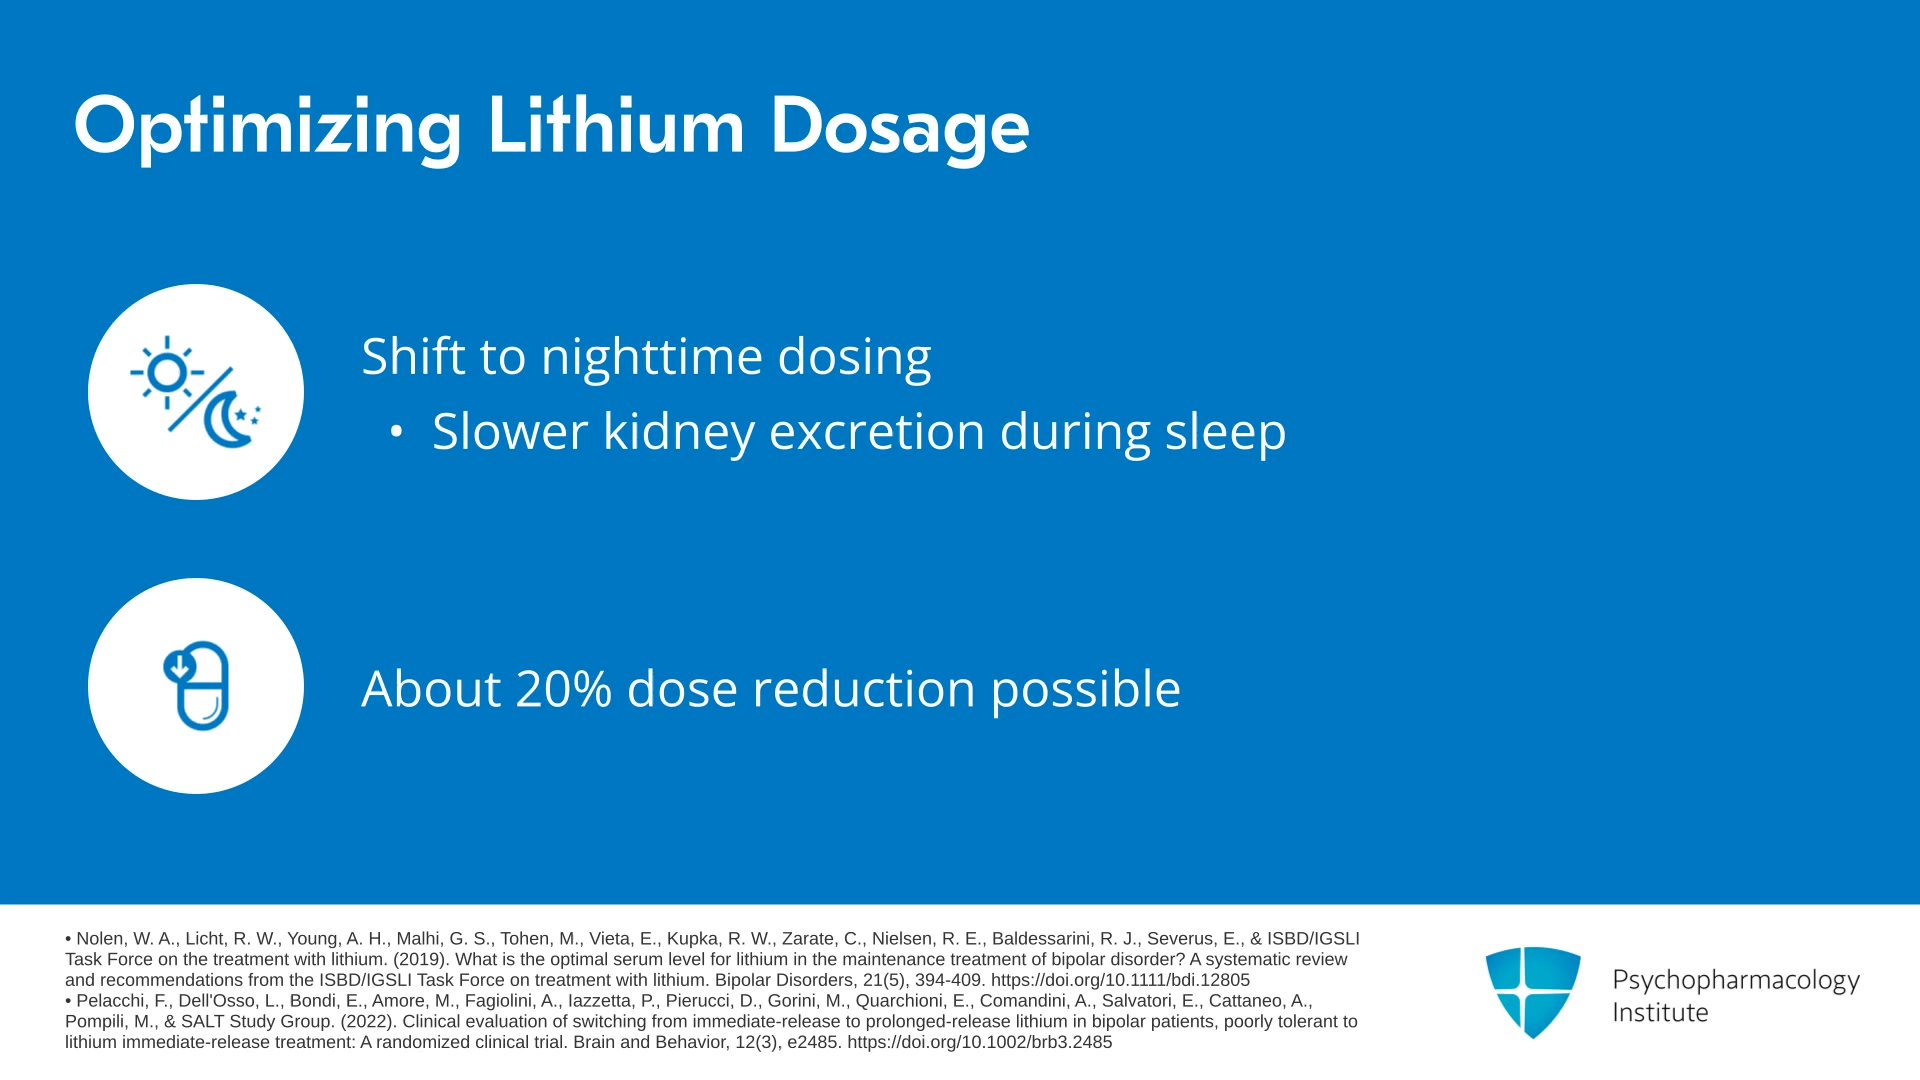 Optimizing Lithium Dosage
Shift to nighttime dosing
• Slower kidney excretion during sleep
About 20% dose reduction possible
• Nolen, W. A., Licht, R. W., Young, A. H., Malhi, G. S., Tohen, M., Vieta, E., Kupka, R. W., Zarate, C., Nielsen, R. E., Baldessarini, R. J., Severus, E., & ISBD/IGSLI
Task Force on the treatment with lithium. (2019). What is the optimal serum level for lithium in the maintenance treatment of bipolar disorder? A systematic review
and recommendations from the ISBD/IGSLI Task Force on treatment with lithium. Bipolar Disorders, 21(5), 394-409. https://doi.org/10.1111/bdi.12805
• Pelacchi, F., Dell'Osso, L., Bondi, E., Amore, M., Fagiolini, A., Iazzetta, P., Pierucci, D., Gorini, M., Quarchioni, E., Comandini, A., Salvatori, E., Cattaneo, A.,
Pompili, M., & SALT Study Group. (2022). Clinical evaluation of switching from immediate-release to prolonged-release lithium in bipolar patients, poorly tolerant to
lithium immediate-release treatment: A randomized clinical trial. Brain and Behavior, 12(3), e2485. https://doi.org/10.1002/brb3.2485
Psychopharmacology
Institute